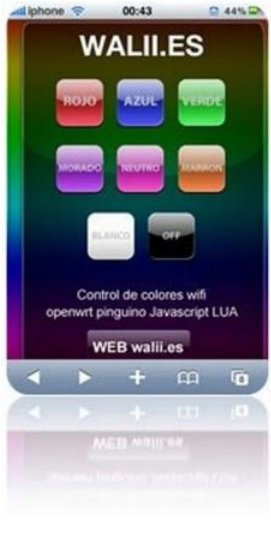 iphone 00:43 44%
WALII.ES
ROJO AZUL VERDE
MORADO NEUTRO MARRON
BLANCO OFF
Control de colores wifi
openwrt pinguino Javascript LUA
WEB walii.es